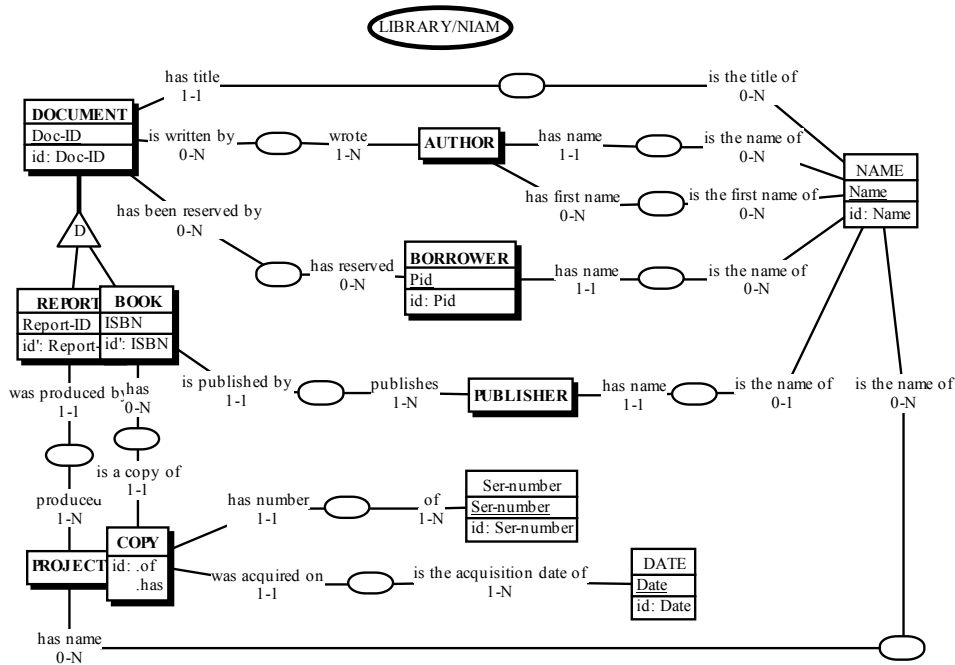 LIBRARY/NIAM
has title
1-1
is the title of
0-N
DOCUMENT
Doc-ID
id: Doc-ID
is written by
0-N
wrote
1-N
AUTHOR
has name
1-1
is the name of
0-N
has first name
0-N
is the first name of
0-N
NAME
Name
id: Name
has been reserved by
0-N
D
has reserved
0-N
BORROWER
Pid
id: Pid
has name
1-1
is the name of
0-N
REPORT
Report-ID
id': Report-
BOOK
ISBN
id': ISBN
was produced by
1-1
has
0-N
is published by
1-1
publishes
1-N
PUBLISHER
has name
1-1
is the name of
0-1
is the name of
0-N
is a copy of
1-1
produced
1-N
has number
1-1
of
1-N
Ser-number
Ser-number
id: Ser-number
PROJECT
COPY
id: .of
.has
was acquired on
1-1
is the acquisition date of
1-N
DATE
Date
id: Date
has name
0-N